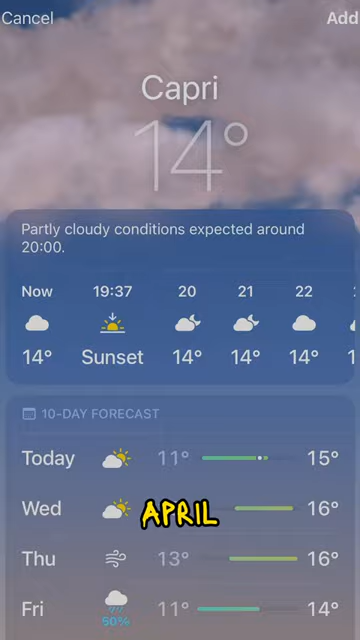 Cancel Add
Capri
14°
Partly cloudy conditions expected around
20:00.
Now 19:37 20 21 22
14° Sunset 14° 14° 14°
10-DAY FORECAST
Today 11° 15°
Wed APRIL 16°
Thu 13° 16°
Fri 50% 11° 14°